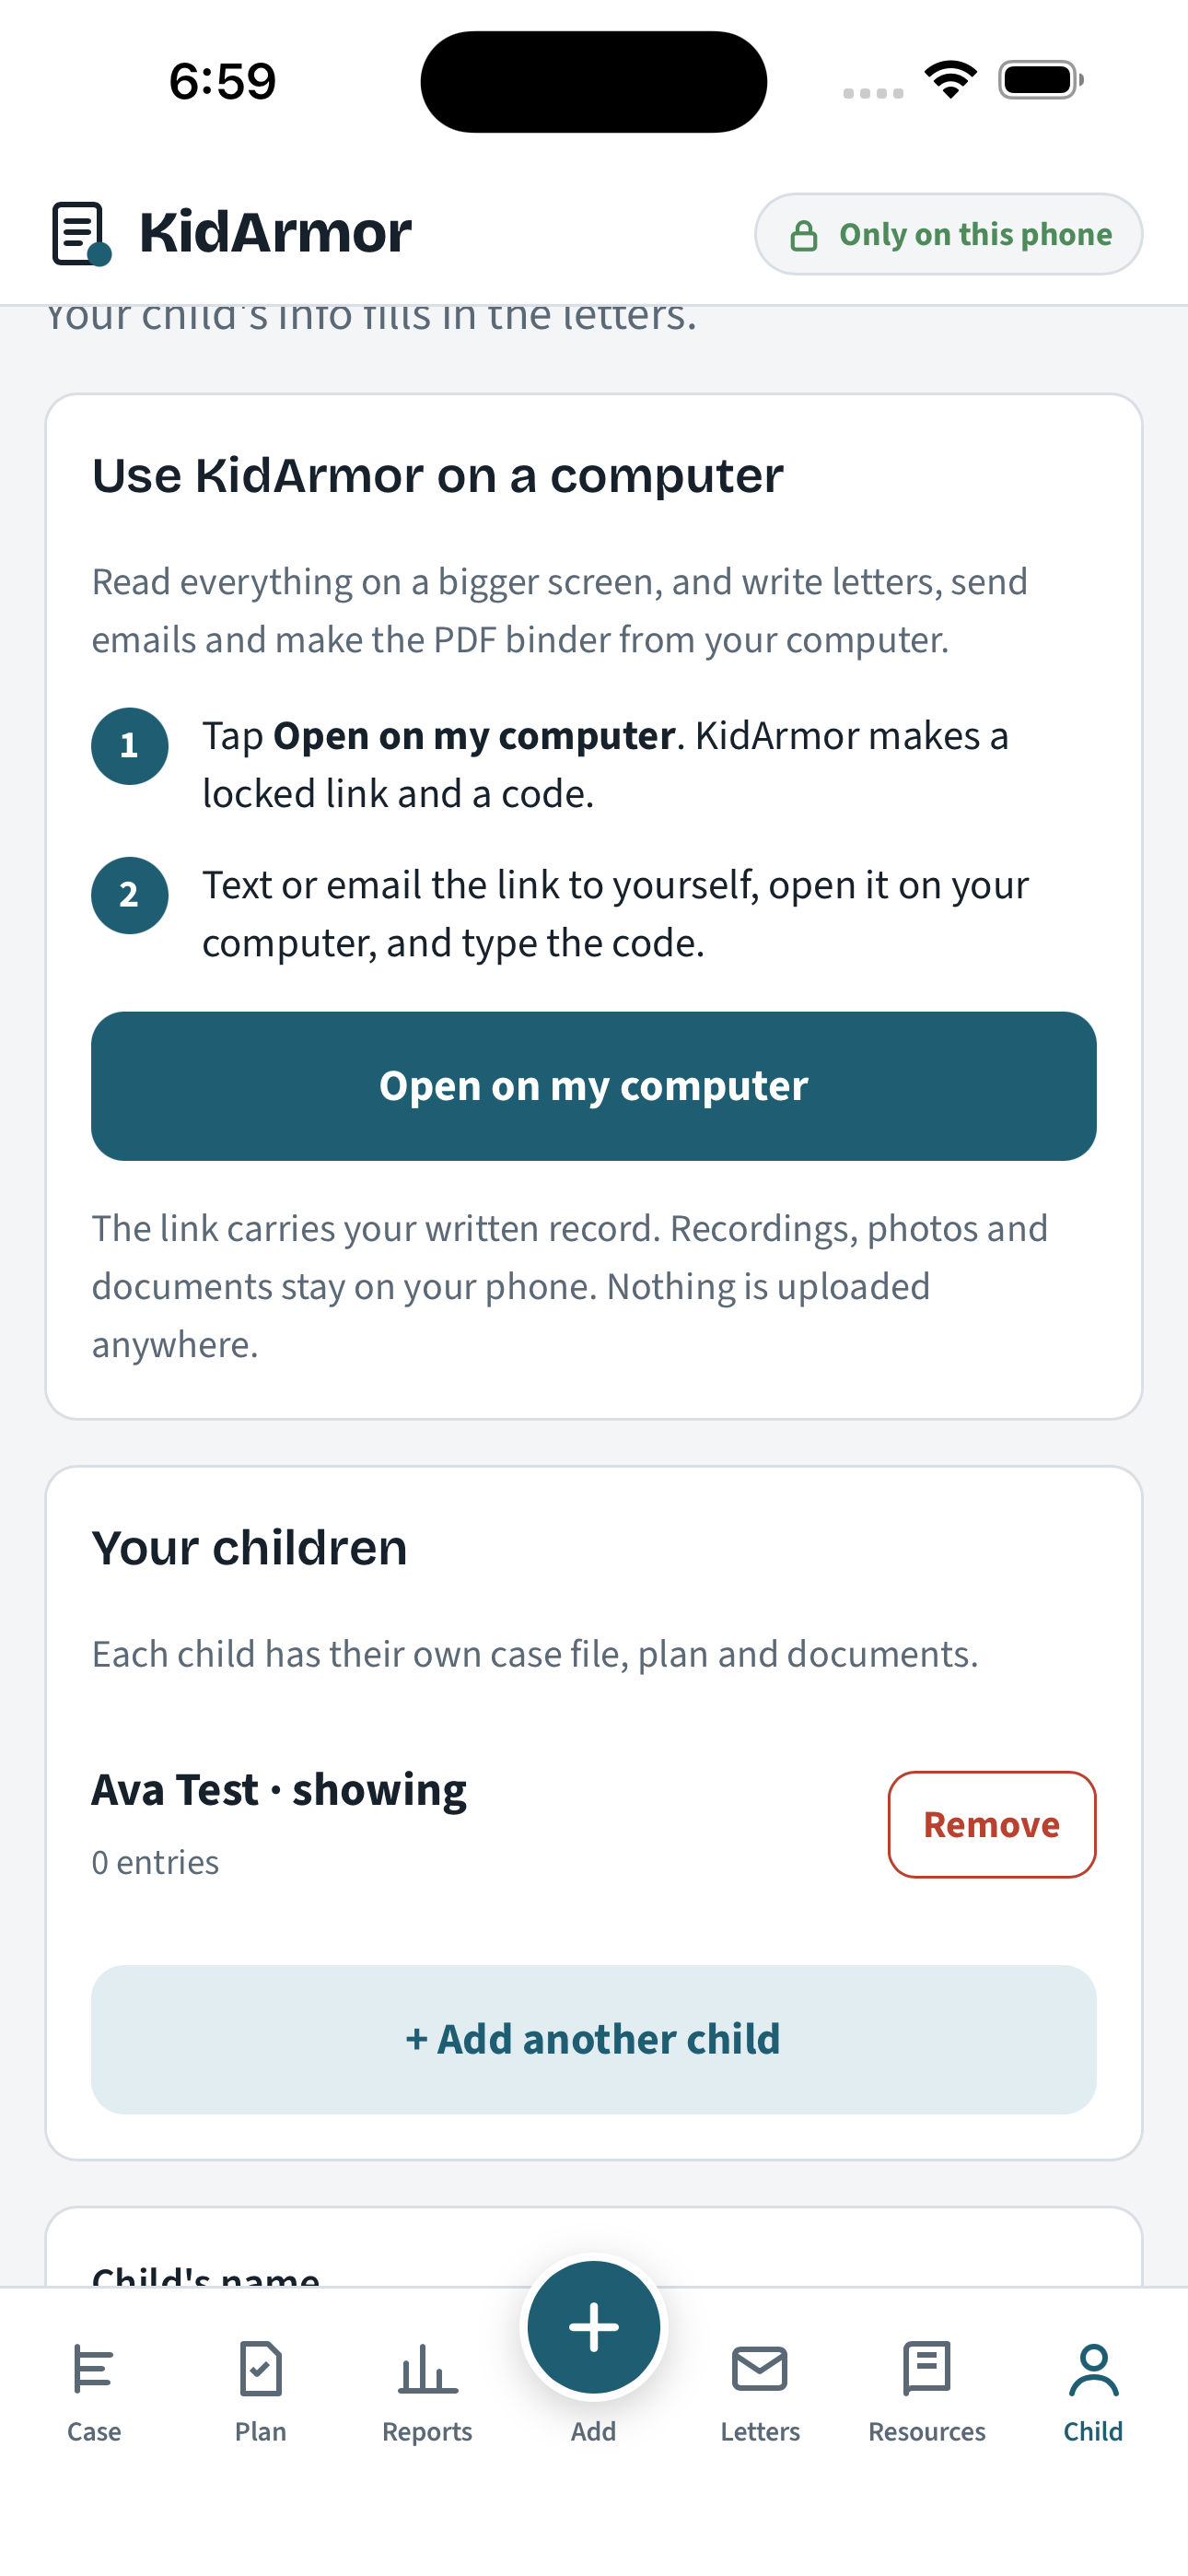 6:59
KidArmor
Only on this phone
Your child's info fills in the letters.
Use KidArmor on a computer
Read everything on a bigger screen, and write letters, send
emails and make the PDF binder from your computer.
1
Tap Open on my computer. KidArmor makes a
locked link and a code.
2
Text or email the link to yourself, open it on your
computer, and type the code.
Open on my computer
The link carries your written record. Recordings, photos and
documents stay on your phone. Nothing is uploaded
anywhere.
Your children
Each child has their own case file, plan and documents.
Ava Test · showing
0 entries
Remove
+ Add another child
Child's name
Case
Plan
Reports
Add
Letters
Resources
Child